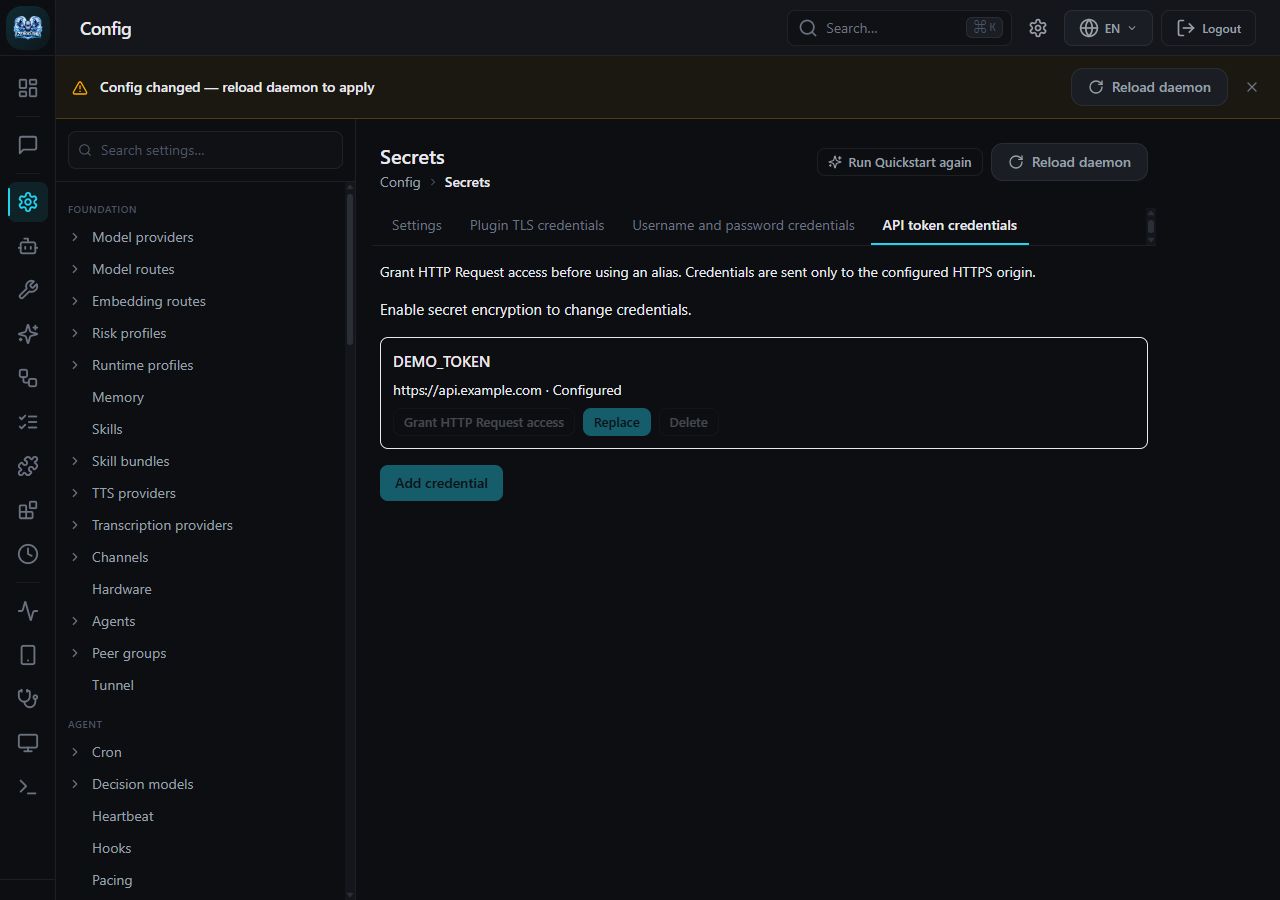 Config
Search...
⌘K
EN
Logout
Config changed — reload daemon to apply
Reload daemon
Search settings...
FOUNDATION
Model providers
Model routes
Embedding routes
Risk profiles
Runtime profiles
Memory
Skills
Skill bundles
TTS providers
Transcription providers
Channels
Hardware
Agents
Peer groups
Tunnel
AGENT
Cron
Decision models
Heartbeat
Hooks
Pacing
Secrets
Config > Secrets
Run Quickstart again
Reload daemon
Settings
Plugin TLS credentials
Username and password credentials
API token credentials
Grant HTTP Request access before using an alias. Credentials are sent only to the configured HTTPS origin.
Enable secret encryption to change credentials.
DEMO_TOKEN
https://api.example.com · Configured
Grant HTTP Request access
Replace
Delete
Add credential